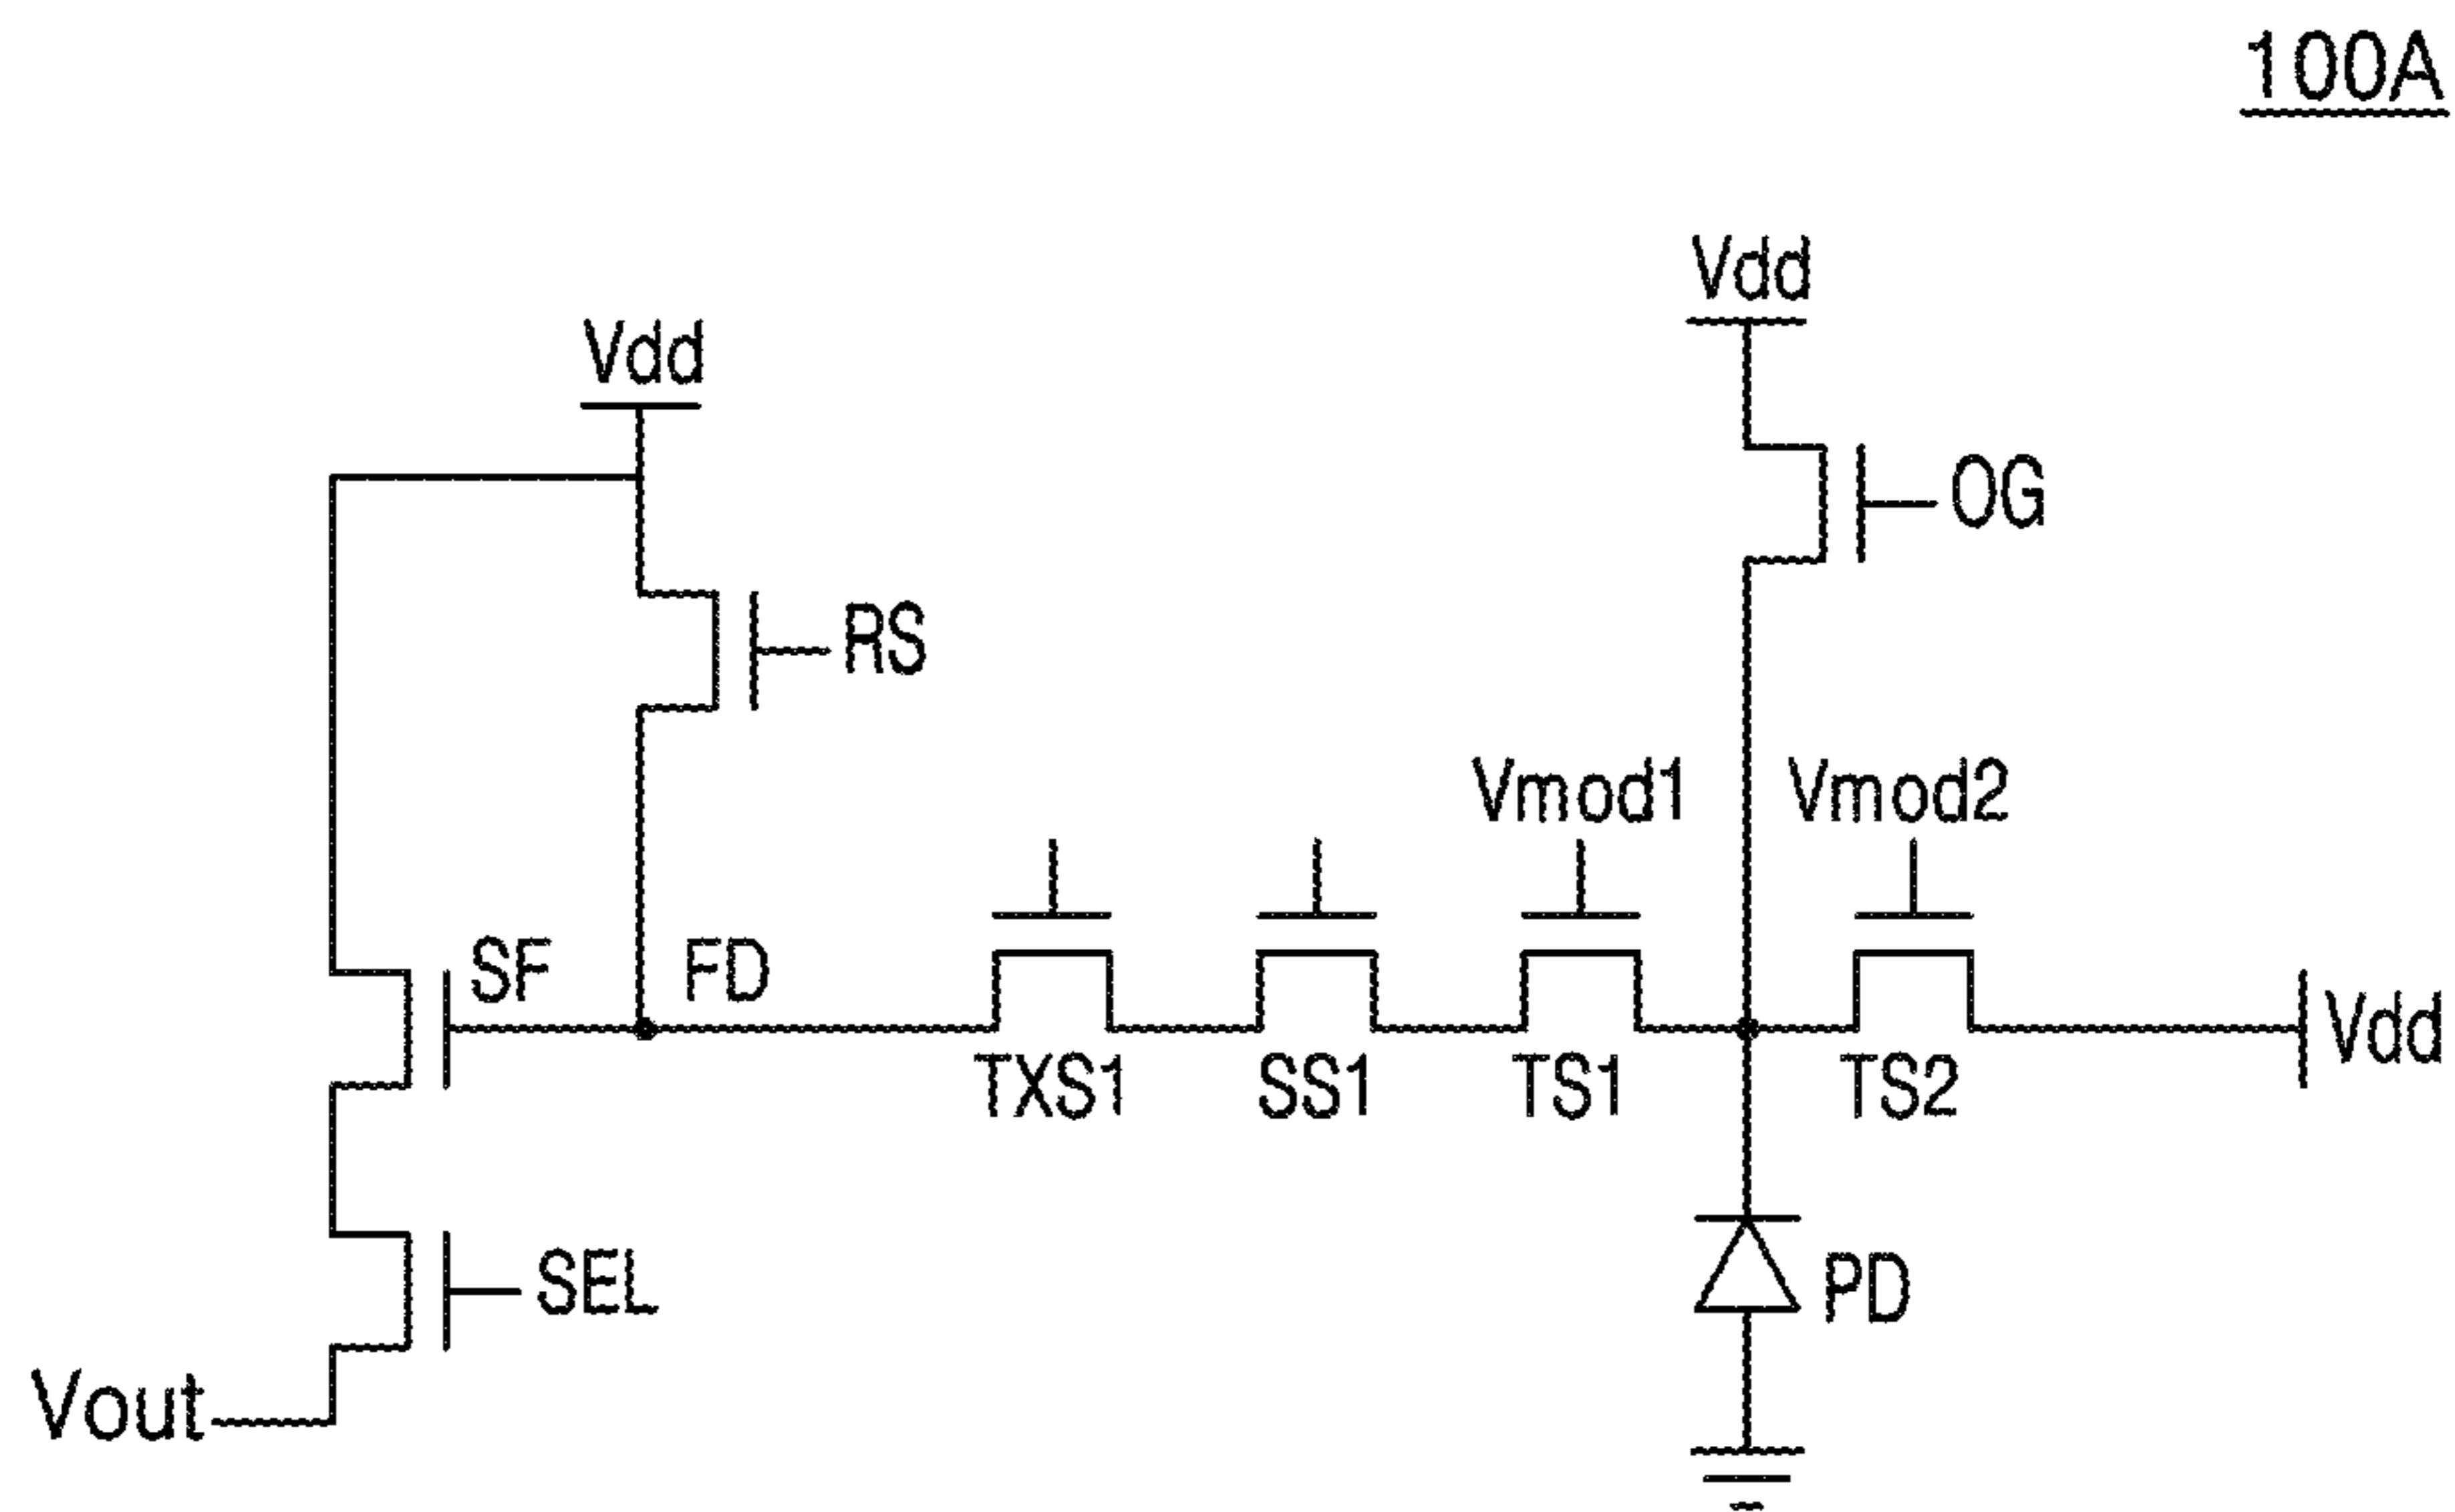 100A
Vdd
Vdd
OG
RS
Vmod1 Vmod2
SF FD
Vdd
TXS1 SS1 TS1 TS2
SEL
PD
Vout